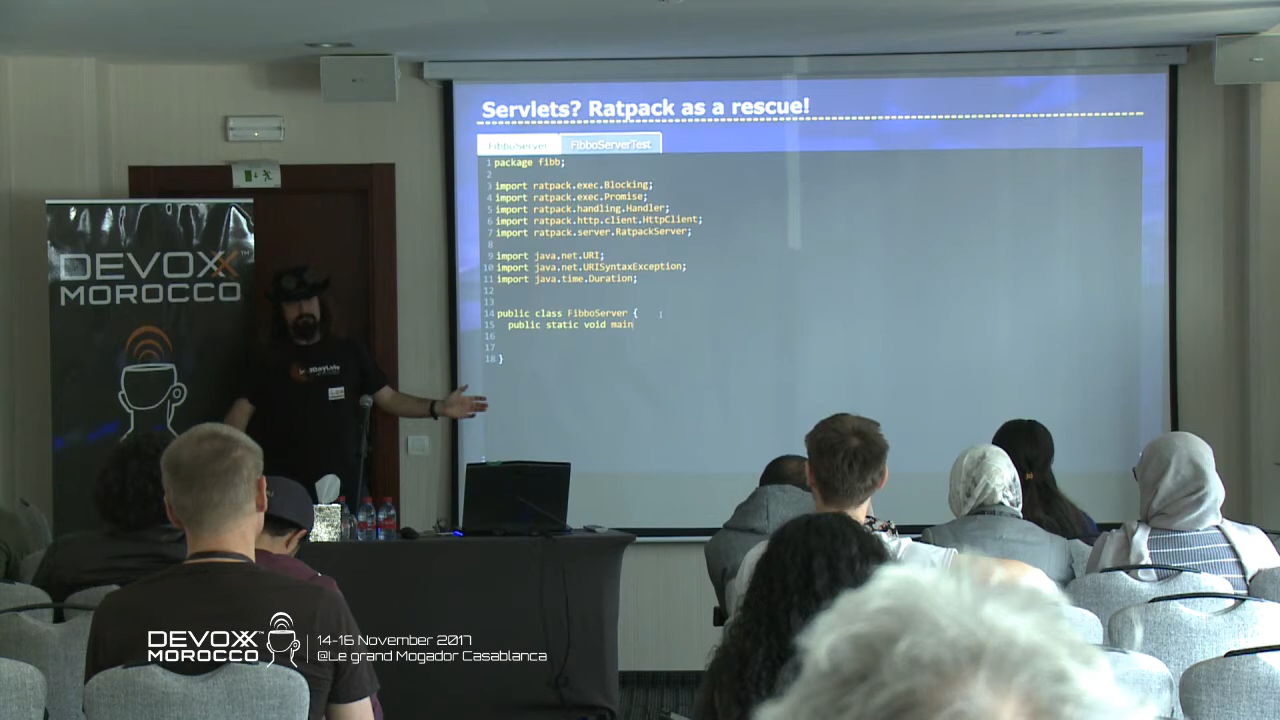 Servlets? Ratpack as a rescue!
FibboServer FibboServerTest
1 package fibb;
2
3 import ratpack.exec.Blocking;
4 import ratpack.exec.Promise;
5 import ratpack.handling.Handler;
6 import ratpack.http.client.HttpClient;
7 import ratpack.server.RatpackServer;
8
9 import java.net.URI;
10 import java.net.URISyntaxException;
11 import java.time.Duration;
12
13
14 public class FibboServer {
15 public static void main
16
17
18 }
DEVOXX™
MOROCCO
DEVOXX™
MOROCCO
14-16 November 2017
@Le grand Mogador Casablanca